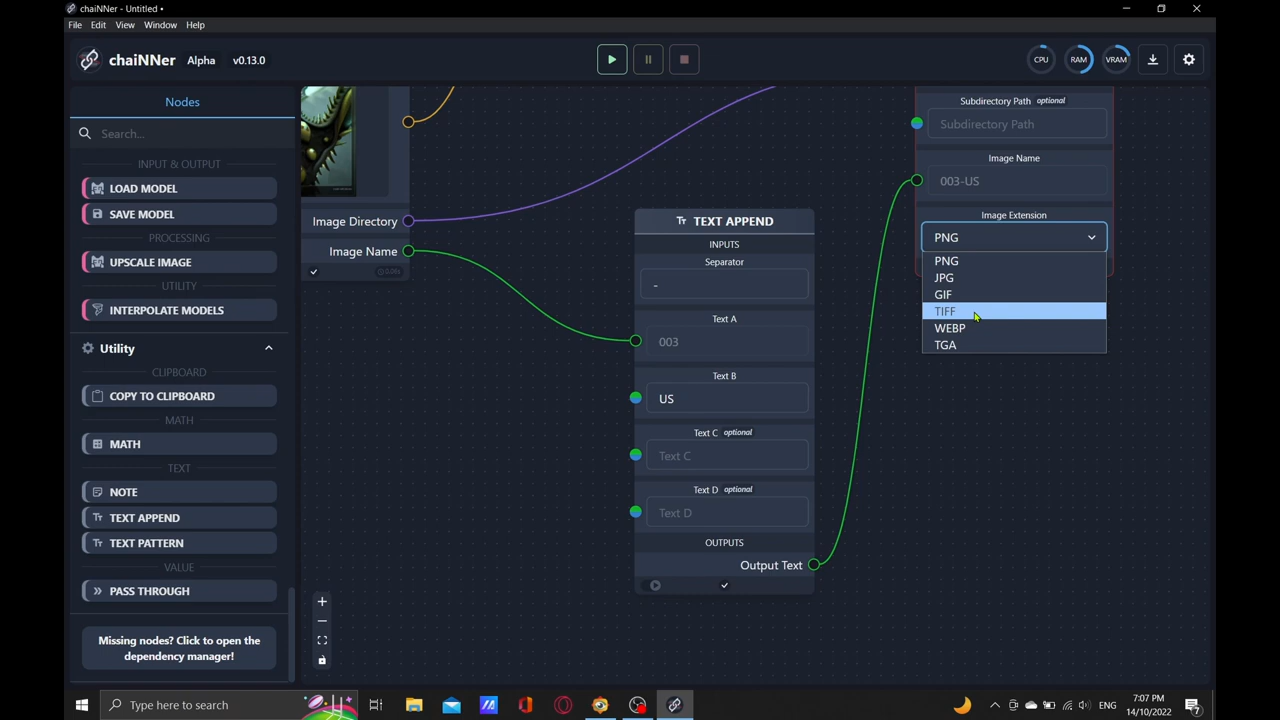 chaiNNer - Untitled •
File Edit View Window Help
chaiNNer Alpha v0.13.0
CPU RAM VRAM
Nodes
Search...
INPUT & OUTPUT
LOAD MODEL
SAVE MODEL
PROCESSING
UPSCALE IMAGE
UTILITY
INTERPOLATE MODELS
Utility
CLIPBOARD
COPY TO CLIPBOARD
MATH
MATH
TEXT
NOTE
TEXT APPEND
TEXT PATTERN
VALUE
PASS THROUGH
Missing nodes? Click to open the
dependency manager!
Image Directory
Image Name
TEXT APPEND
INPUTS
Separator
-
Text A
003
Text B
US
Text C optional
Text C
Text D optional
Text D
OUTPUTS
Output Text
Subdirectory Path optional
Subdirectory Path
Image Name
003-US
Image Extension
PNG
PNG
JPG
GIF
TIFF
WEBP
TGA
Type here to search
ENG
7:07 PM
14/10/2022